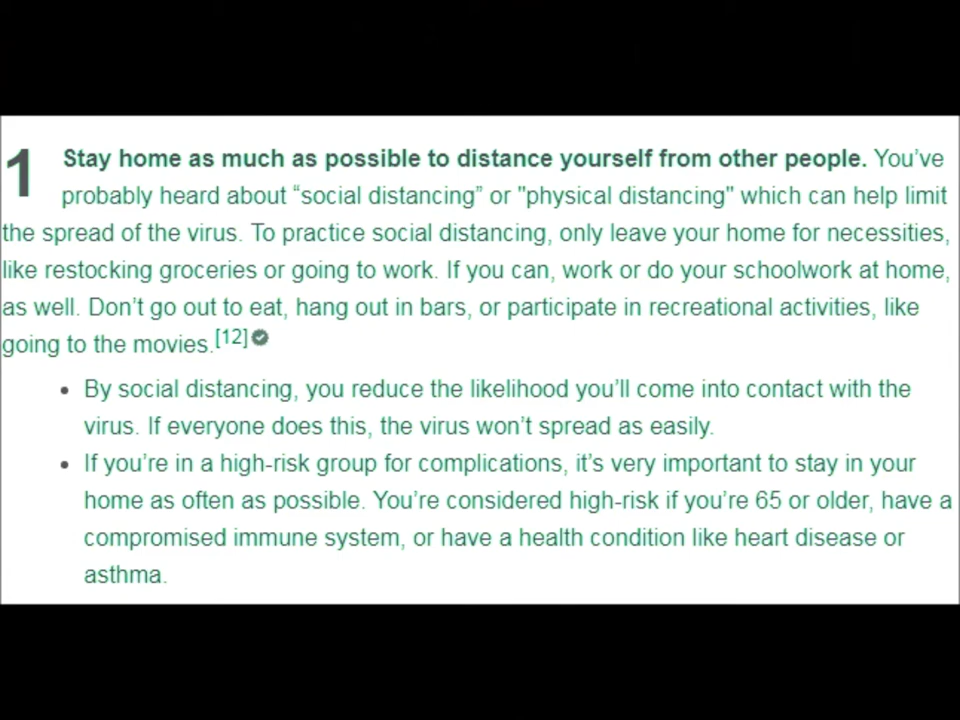 1 Stay home as much as possible to distance yourself from other people. You’ve
probably heard about “social distancing” or "physical distancing" which can help limit
the spread of the virus. To practice social distancing, only leave your home for necessities,
like restocking groceries or going to work. If you can, work or do your schoolwork at home,
as well. Don’t go out to eat, hang out in bars, or participate in recreational activities, like
going to the movies.[12]
• By social distancing, you reduce the likelihood you’ll come into contact with the
virus. If everyone does this, the virus won’t spread as easily.
• If you’re in a high-risk group for complications, it’s very important to stay in your
home as often as possible. You’re considered high-risk if you’re 65 or older, have a
compromised immune system, or have a health condition like heart disease or
asthma.